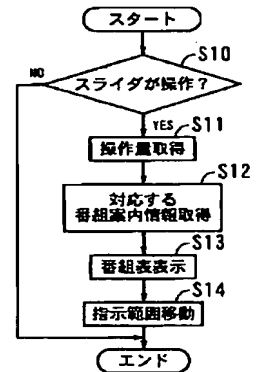 スタート
S10
NO
スライダが操作？
YES
S11
操作量取得
S12
対応する
番組案内情報取得
S13
番組表表示
S14
指示範囲移動
エンド